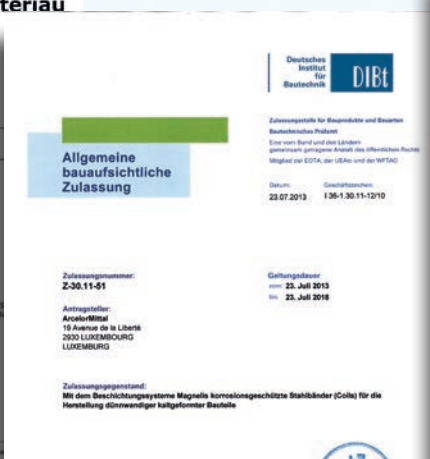 teriau
Deutsches
Institut
für
Bautechnik
DIBt
Zulassungsstelle für Bauprodukte und Bauarten
Bautechnisches Prüfamt
Eine vom Bund und den Ländern
gemeinsam getragene Anstalt des öffentlichen Rechts
Mitglied der EOTA, der UEAtc und der WFTAO
Datum: Geschäftszeichen:
23.07.2013 I 36-1.30.11-12/10
Allgemeine
bauaufsichtliche
Zulassung
Zulassungsnummer:
Z-30.11-51
Geltungsdauer
vom: 23. Juli 2013
bis: 23. Juli 2018
Antragsteller:
ArcelorMittal
19 Avenue de la Liberté
2930 LUXEMBOURG
LUXEMBURG
Zulassungsgegenstand:
Mit dem Beschichtungssysteme Magnelis korrosionsgeschützte Stahlbänder (Coils) für die
Herstellung dünnwandiger kaltgeformter Bauteile